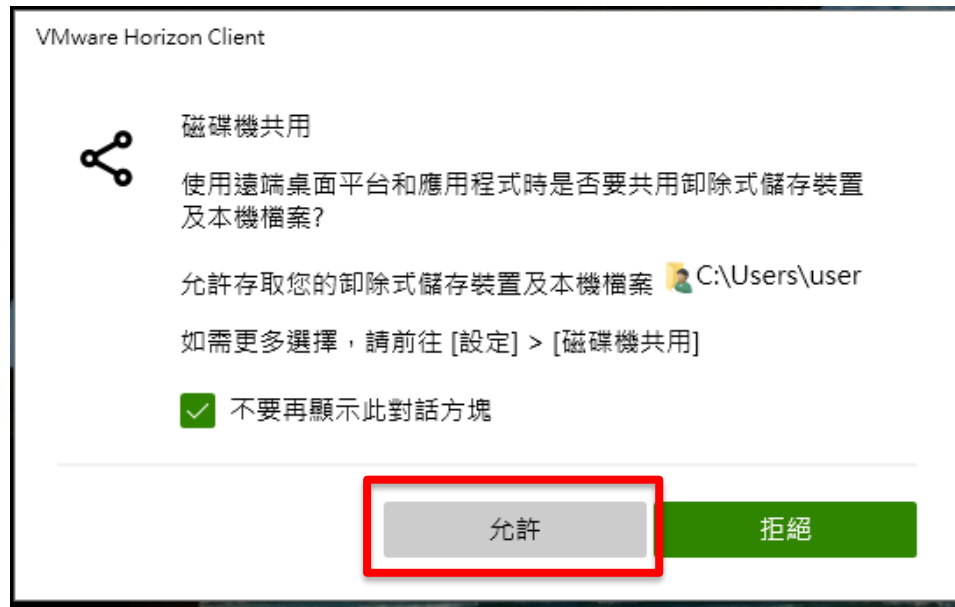 VMware Horizon Client
磁碟機共用
使用遠端桌面平台和應用程式時是否要共用卸除式儲存裝置
及本機檔案?
允許存取您的卸除式儲存裝置及本機檔案 C:\Users\user
如需更多選擇，請前往 [設定] > [磁碟機共用]
不要再顯示此對話方塊
允許 拒絕